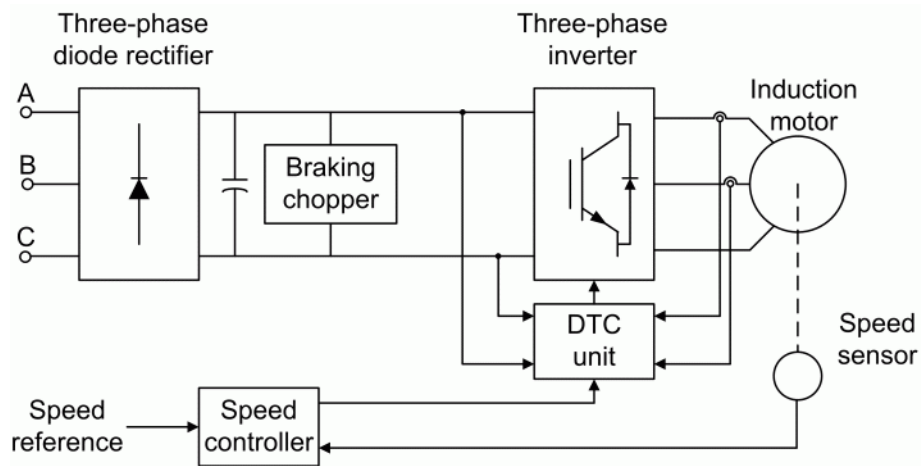 Three-phase
diode rectifier
Three-phase
inverter
A
B
C
Braking
chopper
Induction
motor
DTC
unit
Speed
sensor
Speed
reference
Speed
controller